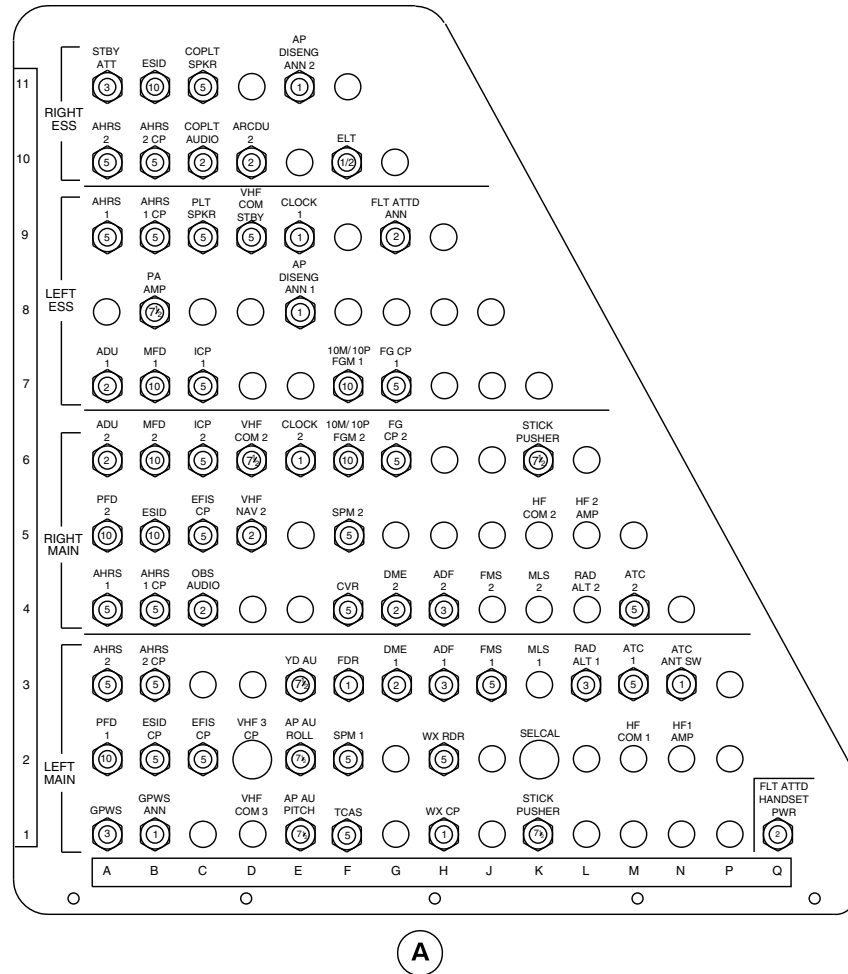 STBY ATT
ESID
COPLT SPKR
AP DISENG ANN 2
11
3 10 5 1
RIGHT ESS
AHRS 2
AHRS 2 CP
COPLT AUDIO
ARCDU 2
ELT
10
5 5 2 2 1/2
AHRS 1
AHRS 1 CP
PLT SPKR
VHF COM STBY
CLOCK 1
FLT ATTD ANN
9
5 5 5 5 1 2
LEFT ESS
PA AMP
AP DISENG ANN 1
8
7½ 1
ADU 1
MFD 1
ICP 1
10M/10P FGM 1
FG CP 1
7
2 10 5 10 5
ADU 2
MFD 2
ICP 2
VHF COM 2
CLOCK 2
10M/10P FGM 2
FG CP 2
STICK PUSHER
6
2 10 5 7½ 1 10 5 7½
RIGHT MAIN
PFD 2
ESID
EFIS CP
VHF NAV 2
SPM 2
HF COM 2
HF 2 AMP
5
10 10 5 2 5
AHRS 1
AHRS 1 CP
OBS AUDIO
CVR
DME 2
ADF 2
FMS 2
MLS 2
RAD ALT 2
ATC 2
4
5 5 2 5 2 3 5
AHRS 2
AHRS 2 CP
YD AU
FDR
DME 1
ADF 1
FMS 1
MLS 1
RAD ALT 1
ATC 1
ATC ANT SW
3
5 5 7½ 1 2 3 5 3 5 1
LEFT MAIN
PFD 1
ESID CP
EFIS CP
VHF 3 CP
AP AU ROLL
SPM 1
WX RDR
SELCAL
HF COM 1
HF1 AMP
2
10 5 5 7½ 5 5
GPWS
GPWS ANN
VHF COM 3
AP AU PITCH
TCAS
WX CP
STICK PUSHER
FLT ATTD HANDSET PWR
1
3 1 7½ 5 1 7½ 2
A B C D E F G H J K L M N P Q
A